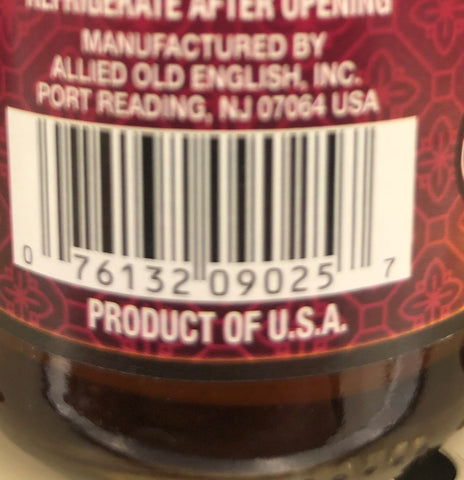 REFRIGERATE AFTER OPENING
MANUFACTURED BY
ALLIED OLD ENGLISH, INC.
PORT READING, NJ 07064 USA
0 76132 09025 7
PRODUCT OF U.S.A.